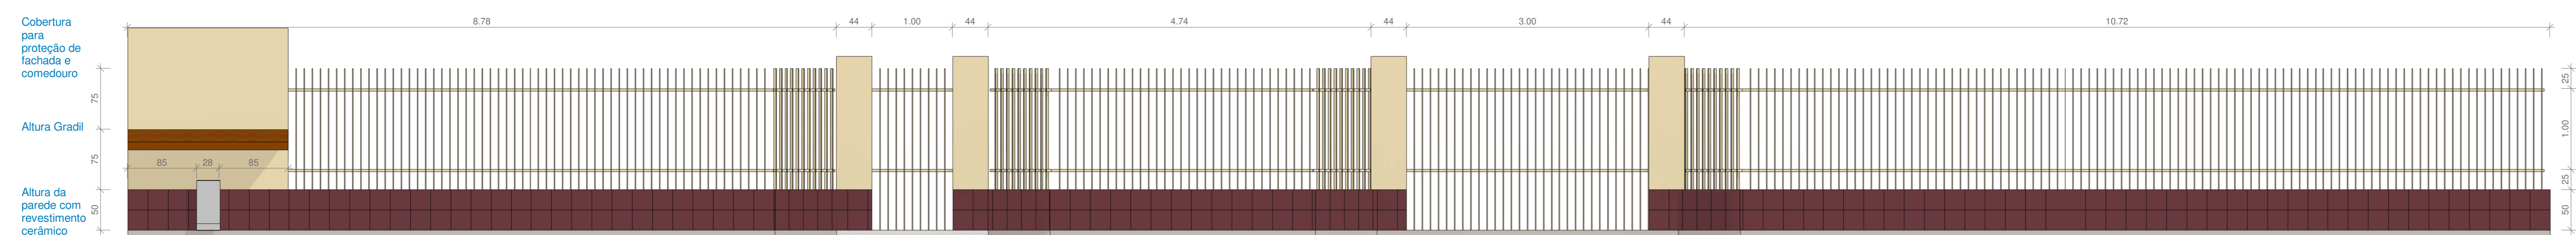 Cobertura
para
proteção de
fachada e
comedouro
8.78
44
1.00
44
4.74
44
3.00
44
10.72
75
25
Altura Gradil
1.00
75
85
28
85
25
Altura da
parede com
revestimento
cerâmico
50
50